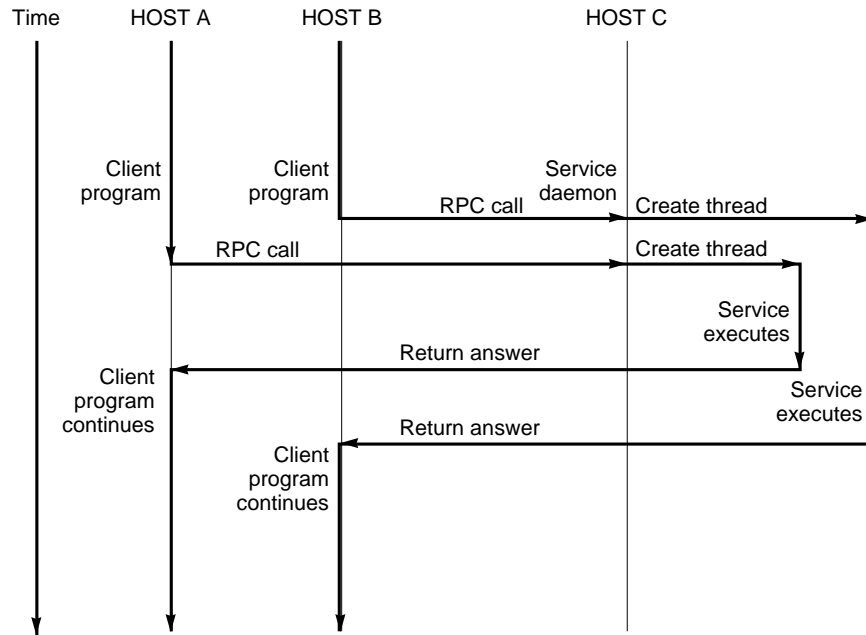 Time
HOST A
HOST B
HOST C
Client
program
Client
program
Service
daemon
RPC call
Create thread
RPC call
Create thread
Service
executes
Return answer
Client
program
continues
Service
executes
Return answer
Client
program
continues